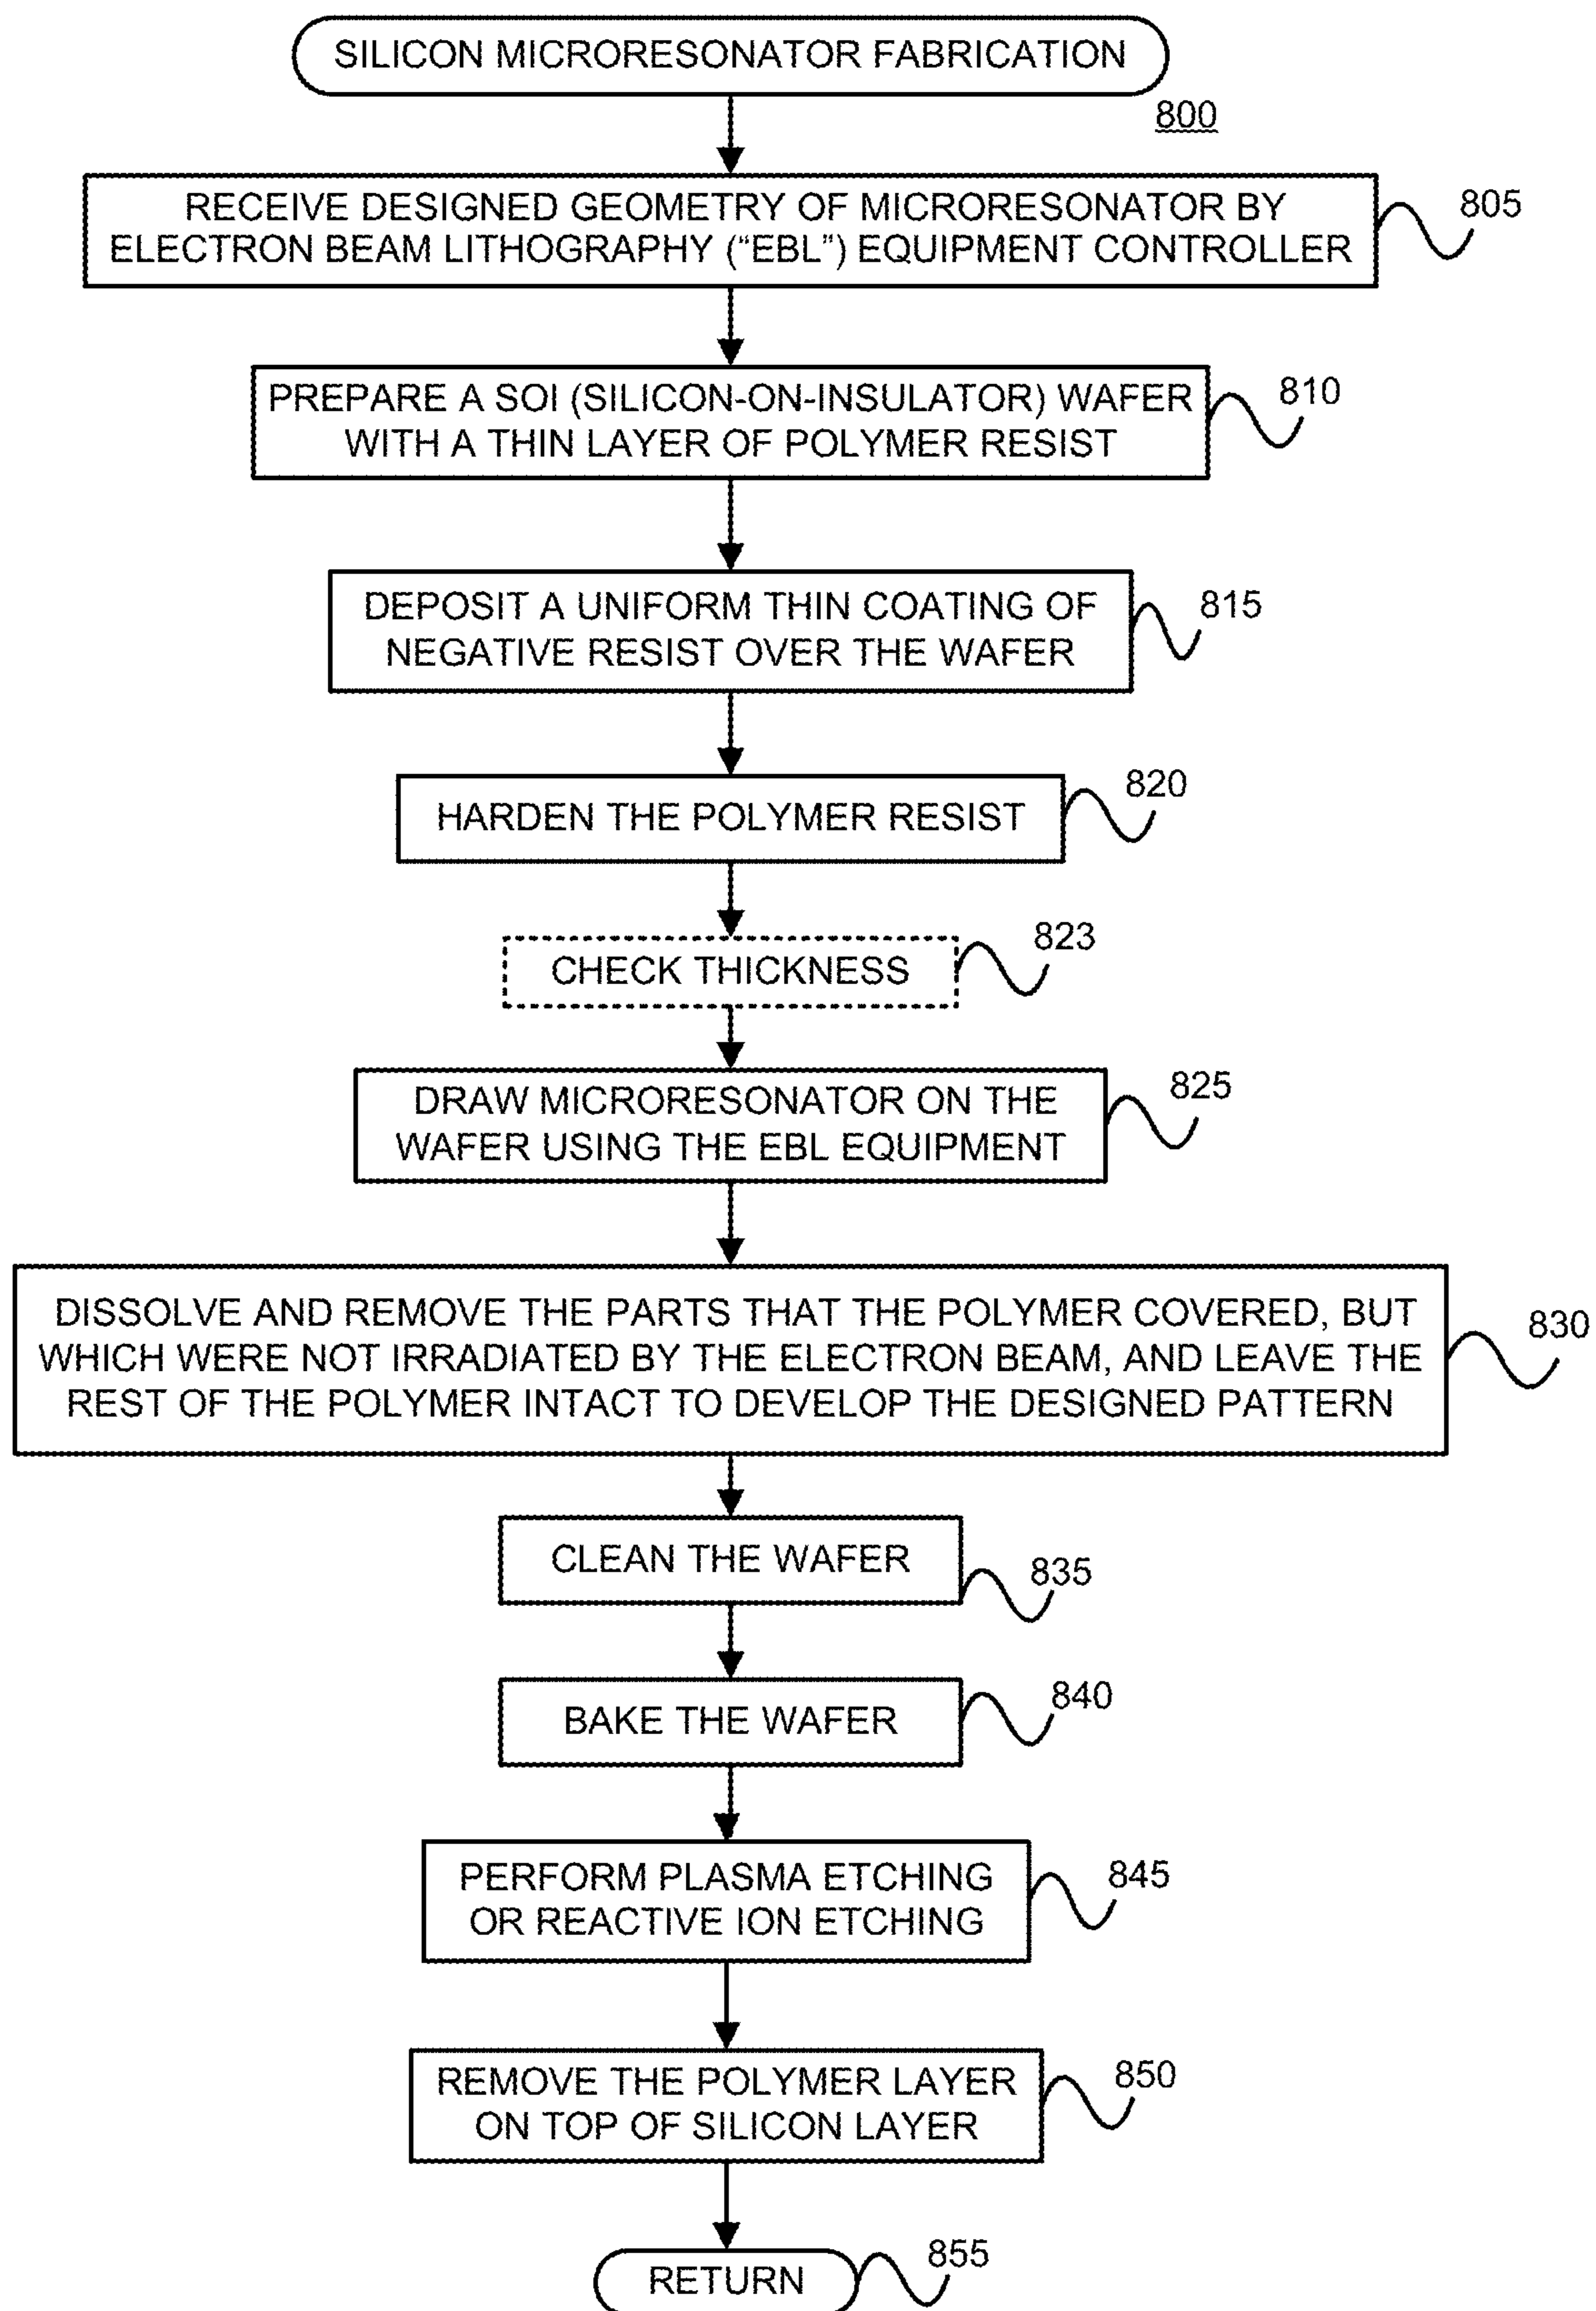 SILICON MICRORESONATOR FABRICATION
800
RECEIVE DESIGNED GEOMETRY OF MICRORESONATOR BY
ELECTRON BEAM LITHOGRAPHY (“EBL”) EQUIPMENT CONTROLLER
805
PREPARE A SOI (SILICON-ON-INSULATOR) WAFER
WITH A THIN LAYER OF POLYMER RESIST
810
DEPOSIT A UNIFORM THIN COATING OF
NEGATIVE RESIST OVER THE WAFER
815
HARDEN THE POLYMER RESIST
820
CHECK THICKNESS
823
DRAW MICRORESONATOR ON THE
WAFER USING THE EBL EQUIPMENT
825
DISSOLVE AND REMOVE THE PARTS THAT THE POLYMER COVERED, BUT
WHICH WERE NOT IRRADIATED BY THE ELECTRON BEAM, AND LEAVE THE
REST OF THE POLYMER INTACT TO DEVELOP THE DESIGNED PATTERN
830
CLEAN THE WAFER
835
BAKE THE WAFER
840
PERFORM PLASMA ETCHING
OR REACTIVE ION ETCHING
845
REMOVE THE POLYMER LAYER
ON TOP OF SILICON LAYER
850
RETURN
855